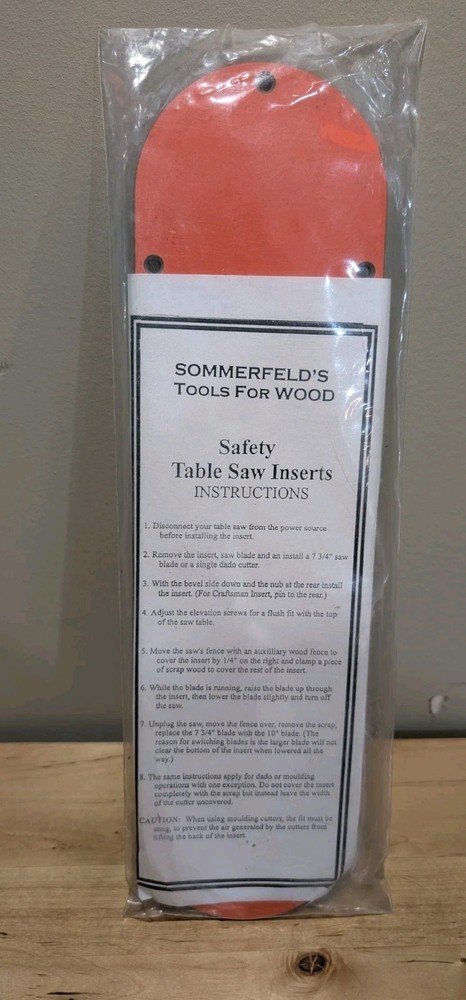 SOMMERFELD'S
TOOLS FOR WOOD
Safety
Table Saw Inserts
INSTRUCTIONS
1. Disconnect your table saw from the power source
before installing the insert.
2. Remove the insert, saw blade and an install a 7 3/4" saw
blade or a single dado cutter.
3. With the bevel side down and the nub at the rear install
the insert. (For Craftsman Insert, pin to the rear.)
4. Adjust the elevation screws for a flush fit with the top
of the saw table.
5. Move the saw's fence with an auxilliary wood fence to
cover the insert by 1/4" on the right and clamp a piece
of scrap wood to cover the rest of the insert.
6. While the blade is running, raise the blade up through
the insert, then lower the blade slightly and turn off
the saw.
7. Unplug the saw, move the fence over, remove the scrap,
replace the 7 3/4" blade with the 10" blade. (The
reason for switching blades is the larger blade will not
clear the bottom of the insert when lowered all the
way.)
8. The same instructions apply for dado or moulding
operations with one exception. Do not cover the insert
completely with the scrap but instead leave the width
of the cutter uncovered.
CAUTION: When using moulding cutters, the fit must be
snug, to prevent the air generated by the cutters from
lifting the back of the insert.